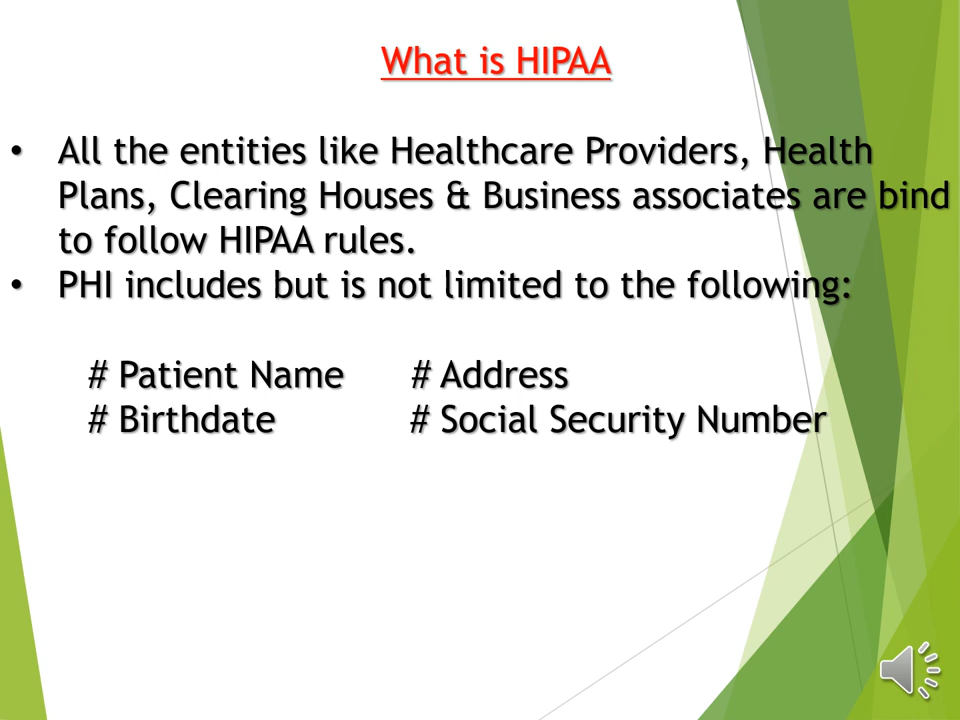 What is HIPAA
• All the entities like Healthcare Providers, Health
Plans, Clearing Houses & Business associates are bind
to follow HIPAA rules.
• PHI includes but is not limited to the following:
# Patient Name # Address
# Birthdate # Social Security Number